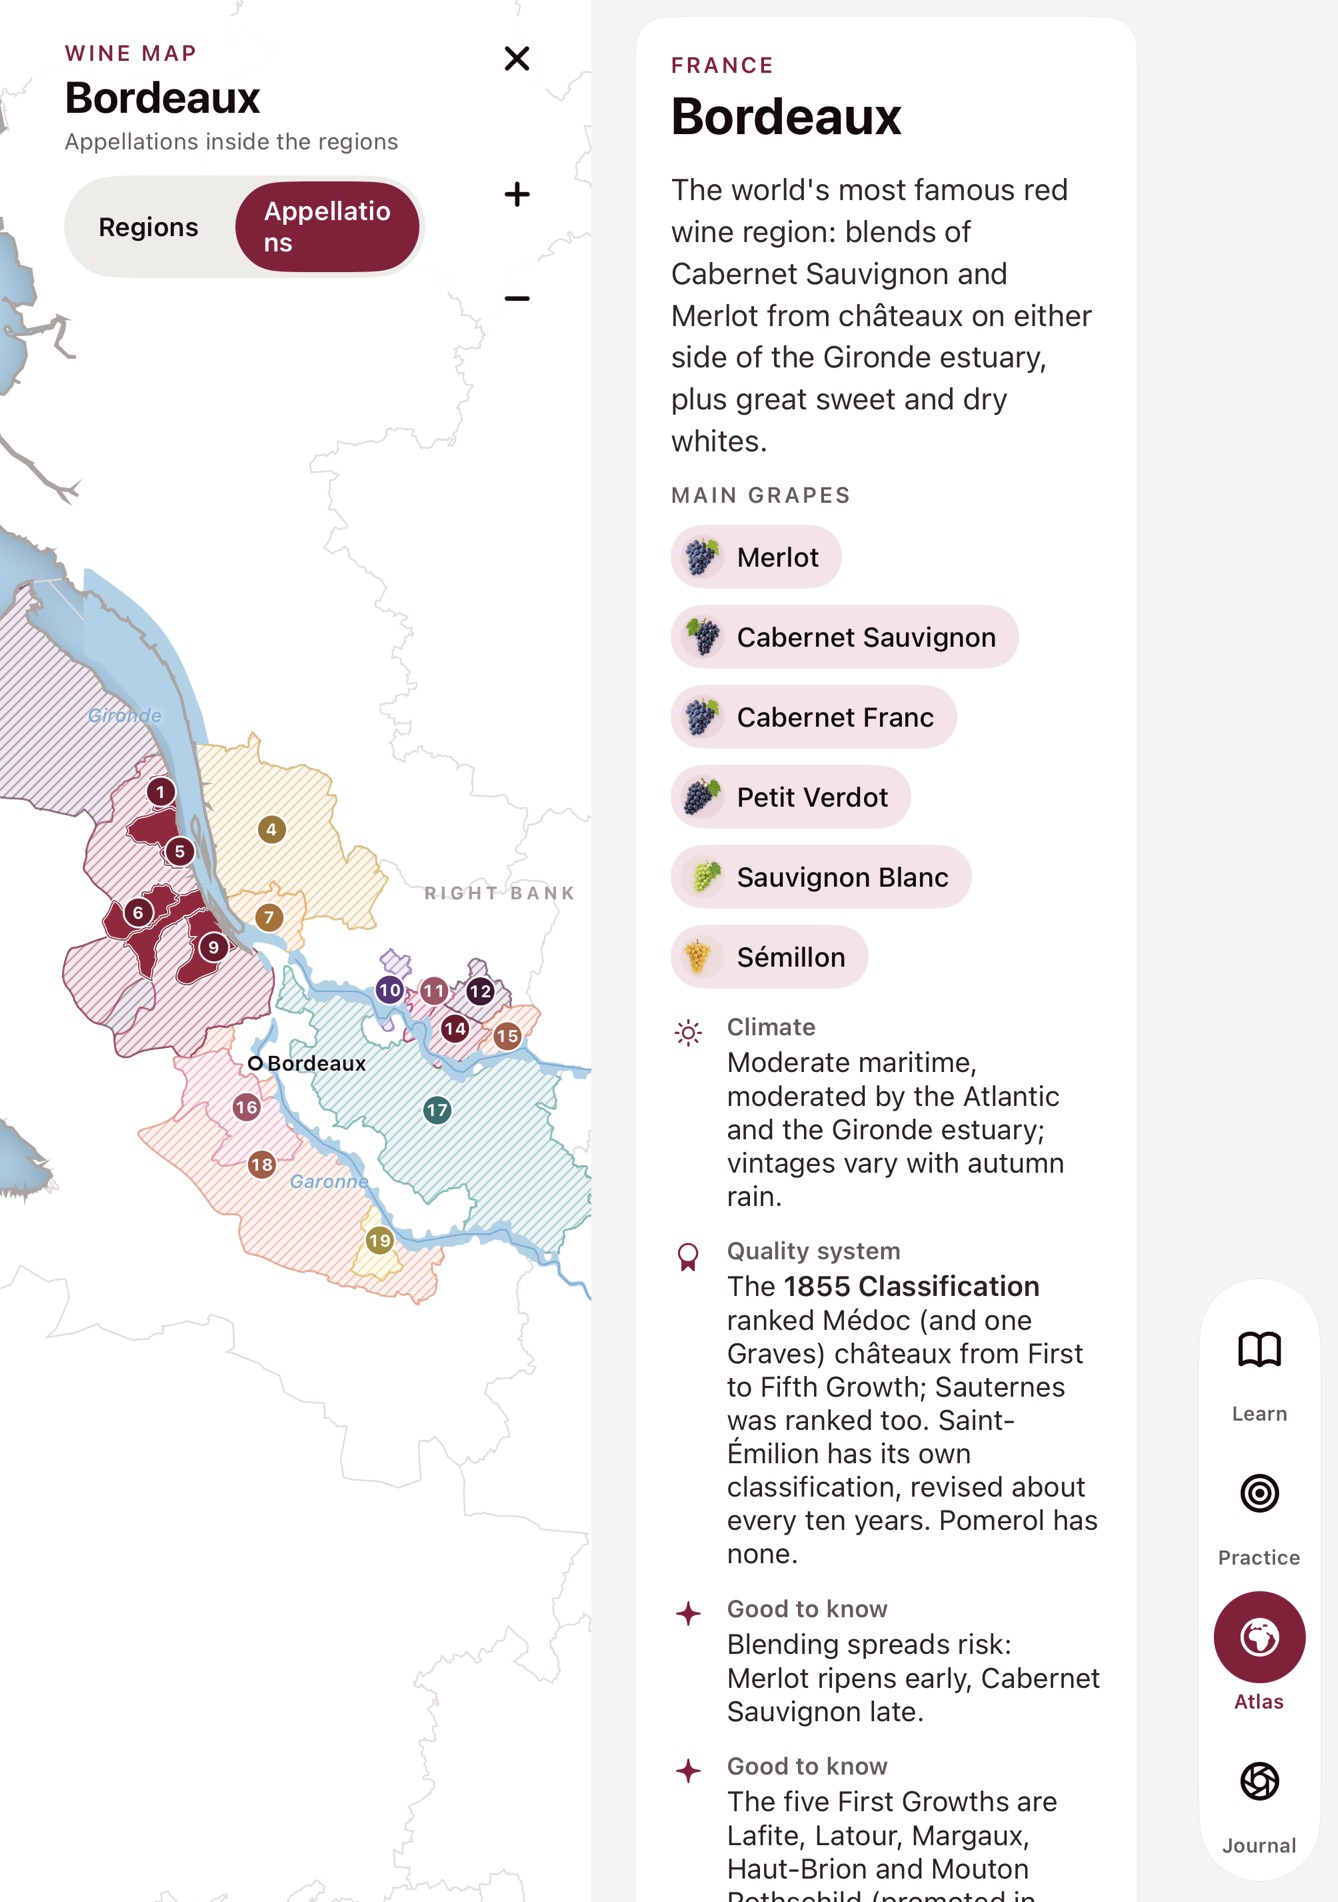 WINE MAP
Bordeaux
Appellations inside the regions
Regions
Appellatio
ns
Gironde
1
5
6
9
4
7
RIGHT BANK
10
11
12
14
15
Bordeaux
16
17
18
Garonne
19
FRANCE
Bordeaux
The world's most famous red
wine region: blends of
Cabernet Sauvignon and
Merlot from châteaux on either
side of the Gironde estuary,
plus great sweet and dry
whites.
MAIN GRAPES
Merlot
Cabernet Sauvignon
Cabernet Franc
Petit Verdot
Sauvignon Blanc
Sémillon
Climate
Moderate maritime,
moderated by the Atlantic
and the Gironde estuary;
vintages vary with autumn
rain.
Quality system
The 1855 Classification
ranked Médoc (and one
Graves) châteaux from First
to Fifth Growth; Sauternes
was ranked too. Saint-
Émilion has its own
classification, revised about
every ten years. Pomerol has
none.
Good to know
Blending spreads risk:
Merlot ripens early, Cabernet
Sauvignon late.
Good to know
The five First Growths are
Lafite, Latour, Margaux,
Haut-Brion and Mouton
Rothschild (promoted in
Learn
Practice
Atlas
Journal